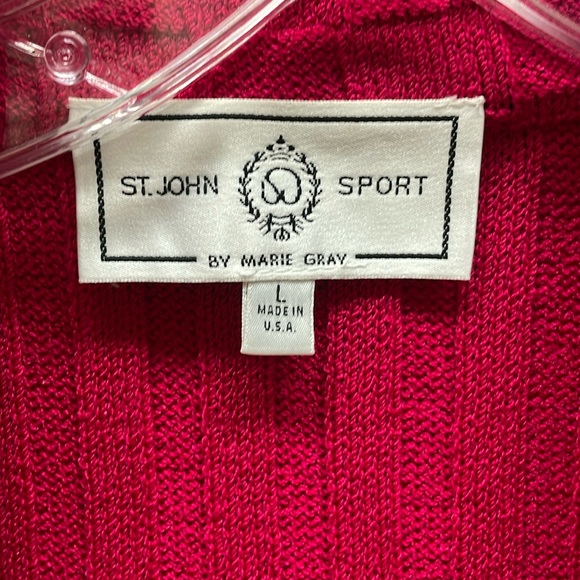 ST. JOHN SPORT
BY MARIE GRAY
L
MADE IN
U.S.A.